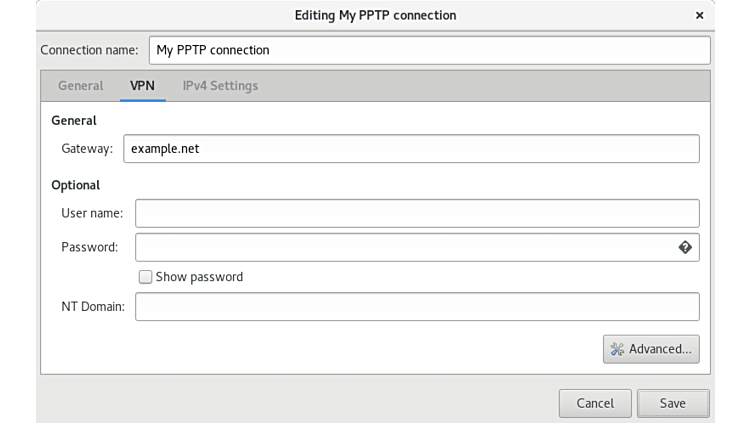 Editing My PPTP connection
Connection name: My PPTP connection
General VPN IPv4 Settings
General
Gateway: example.net
Optional
User name:
Password:
Show password
NT Domain:
Advanced...
Cancel Save